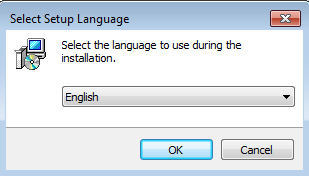 Select Setup Language
Select the language to use during the
installation.
English
OK
Cancel